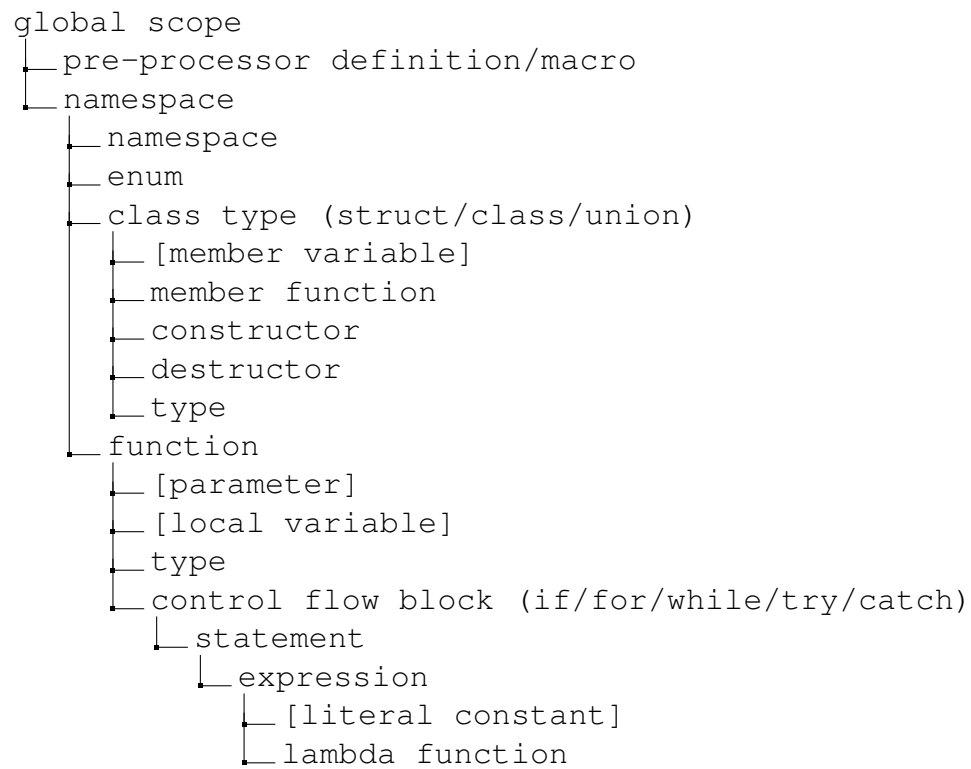 global scope
pre-processor definition/macro
namespace
namespace
enum
class type (struct/class/union)
[member variable]
member function
constructor
destructor
type
function
[parameter]
[local variable]
type
control flow block (if/for/while/try/catch)
statement
expression
[literal constant]
lambda function